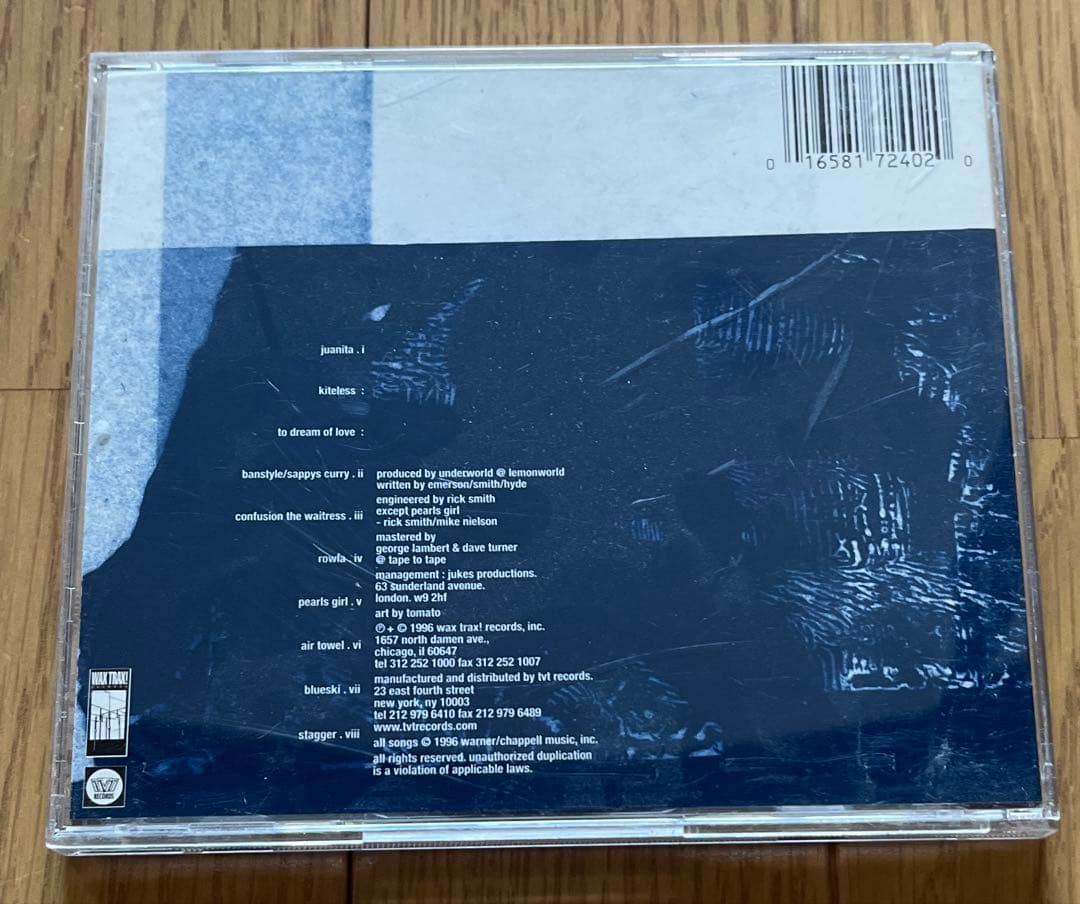 0 16581 72402 0
juanita . i
kiteless :
to dream of love :
banstyle/sappys curry . ii
confusion the waitress . iii
rowla . iv
pearls girl . v
air towel . vi
blueski . vii
stagger . viii
produced by underworld @ lemonworld
written by emerson/smith/hyde
engineered by rick smith
except pearls girl
- rick smith/mike nielson
mastered by
george lambert & dave turner
@ tape to tape
management : jukes productions.
63 sunderland avenue.
london. w9 2hf
art by tomato
℗ + © 1996 wax trax! records, inc.
1657 north damen ave.,
chicago, il 60647
tel 312 252 1000 fax 312 252 1007
manufactured and distributed by tvt records.
23 east fourth street
new york, ny 10003
tel 212 979 6410 fax 212 979 6489
www.tvtrecords.com
all songs © 1996 warner/chappell music, inc.
all rights reserved. unauthorized duplication
is a violation of applicable laws.
WAX TRAX!
RECORDS
TVT
RECORDS